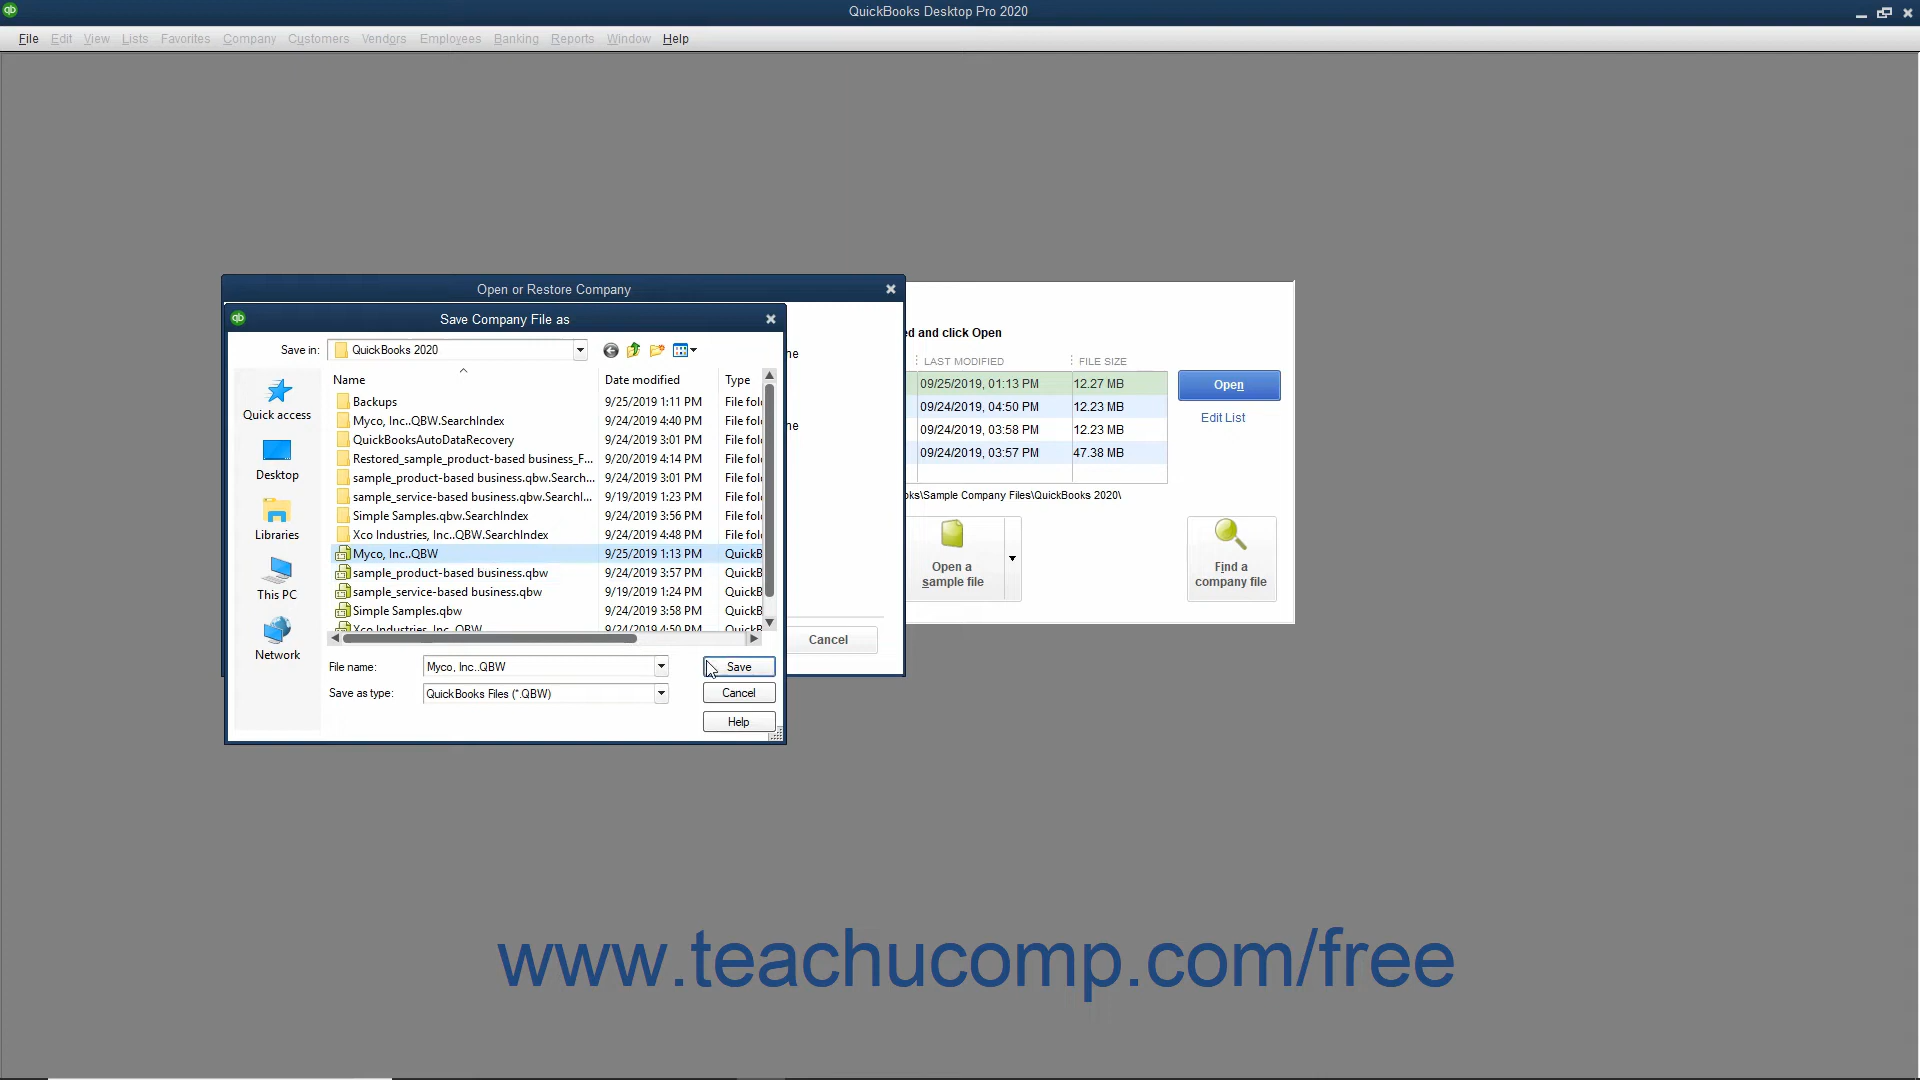 QuickBooks Desktop Pro 2020
File Edit View Lists Favorites Company Customers Vendors Employees Banking Reports Window Help
Open or Restore Company
Save Company File as
Save in: QuickBooks 2020
Name Date modified Type
Backups 9/25/2019 1:11 PM File fol
Myco, Inc..QBW.SearchIndex 9/24/2019 4:40 PM File fol
QuickBooksAutoDataRecovery 9/24/2019 3:01 PM File fol
Restored_sample_product-based business_F... 9/20/2019 4:14 PM File fol
sample_product-based business.qbw.Search... 9/24/2019 3:01 PM File fol
sample_service-based business.qbw.SearchI... 9/19/2019 1:23 PM File fol
Simple Samples.qbw.SearchIndex 9/24/2019 3:56 PM File fol
Xco Industries, Inc..QBW.SearchIndex 9/24/2019 4:48 PM File fol
Myco, Inc..QBW 9/25/2019 1:13 PM QuickB
sample_product-based business.qbw 9/24/2019 3:57 PM QuickB
sample_service-based business.qbw 9/19/2019 1:24 PM QuickB
Simple Samples.qbw 9/24/2019 3:58 PM QuickB
Xco Industries, Inc..QBW 9/24/2019 4:50 PM QuickB
Quick access
Desktop
Libraries
This PC
Network
File name: Myco, Inc..QBW Save
Save as type: QuickBooks Files (*.QBW) Cancel
Help
ne
ne
Cancel
ed and click Open
LAST MODIFIED FILE SIZE
09/25/2019, 01:13 PM 12.27 MB Open
09/24/2019, 04:50 PM 12.23 MB Edit List
09/24/2019, 03:58 PM 12.23 MB
09/24/2019, 03:57 PM 47.38 MB
oks\Sample Company Files\QuickBooks 2020\
Open a
sample file
Find a
company file
www.teachucomp.com/free